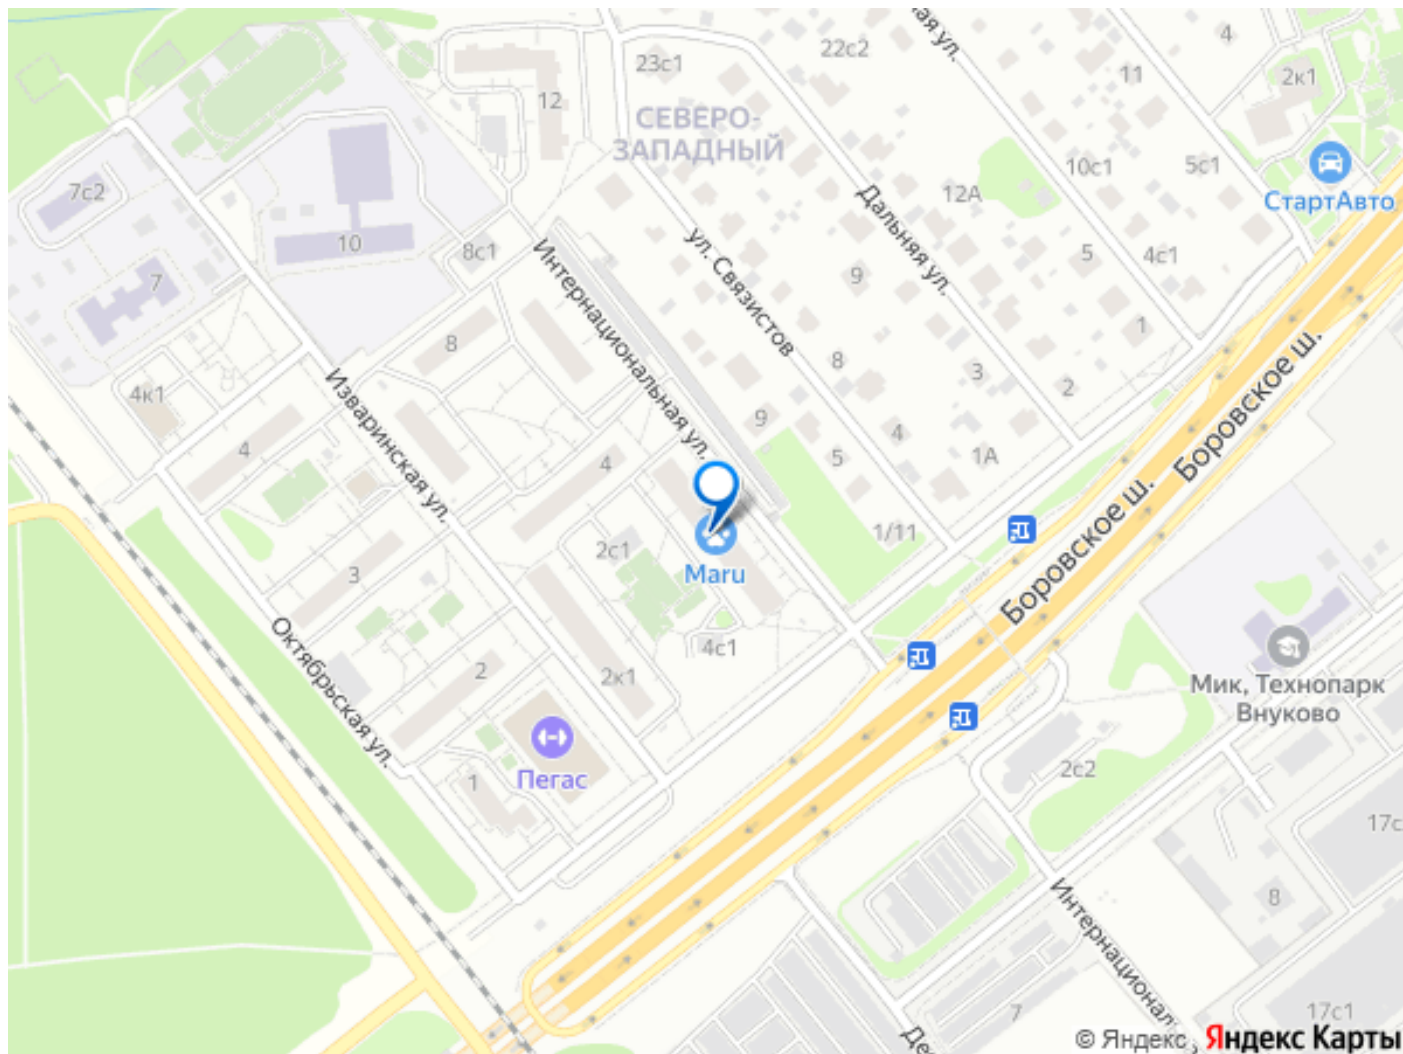 ая ул.
4
22с2
23с1
11
2к1
12
СЕВЕРО-
ЗАПАДНЫЙ
10с1
5с1
7с2
12А
Дальняя ул.
СтартАвто
10
8с1
Интернациональная ул.
ул. Связистов
9
5
4с1
7
1
8
8
3
2
Боровское ш.
4к1
Изваринская ул.
9
4
4
4
5
1А
Боровское ш.
1/11
2с1
3
Maru
Октябрьская ул.
4с1
2
2к1
Мик, Технопарк
Внуково
Пегас
1
2с2
17с
8
Интернационал
7
17с1
Дес
© Яндекс Яндекс Карты